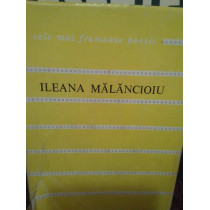 cele mai frumoase poezii
ILEANA MĂLĂNCIOIU